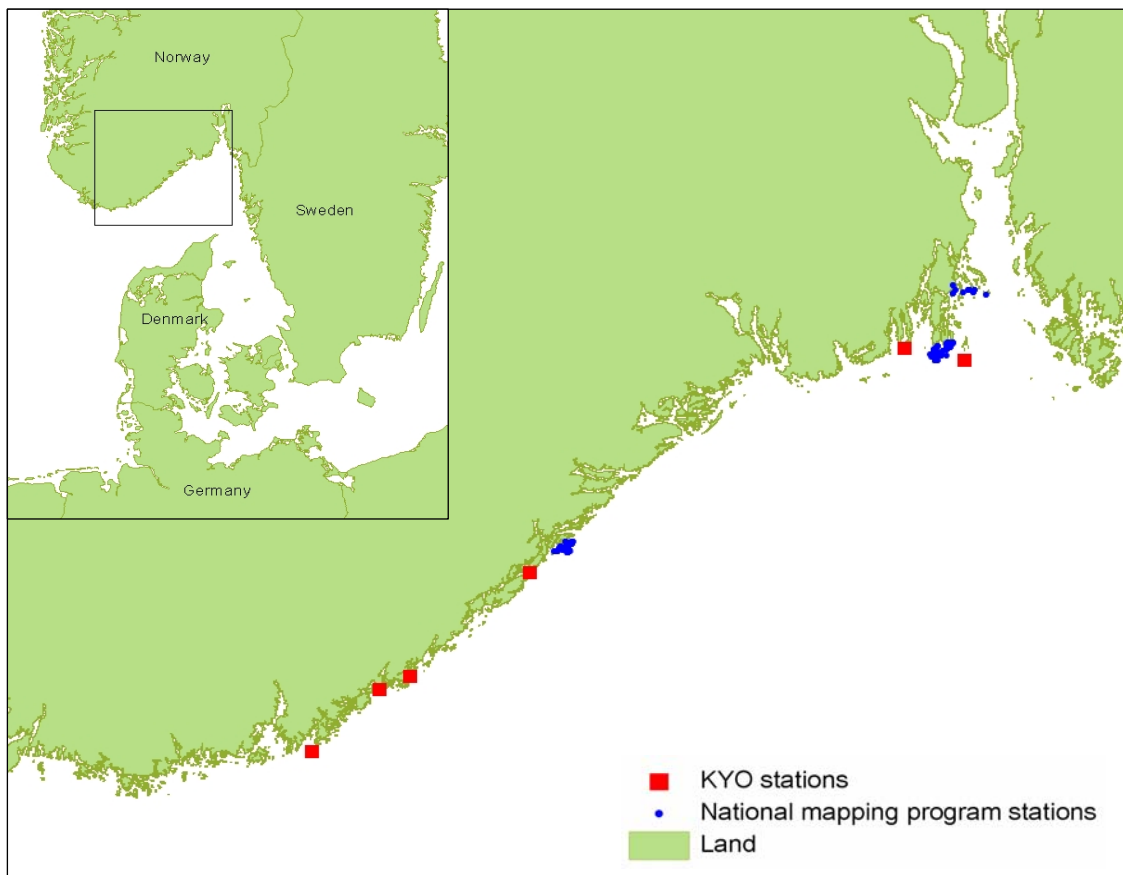 Norway
Sweden
Denmark
Germany
KYO stations
National mapping program stations
Land